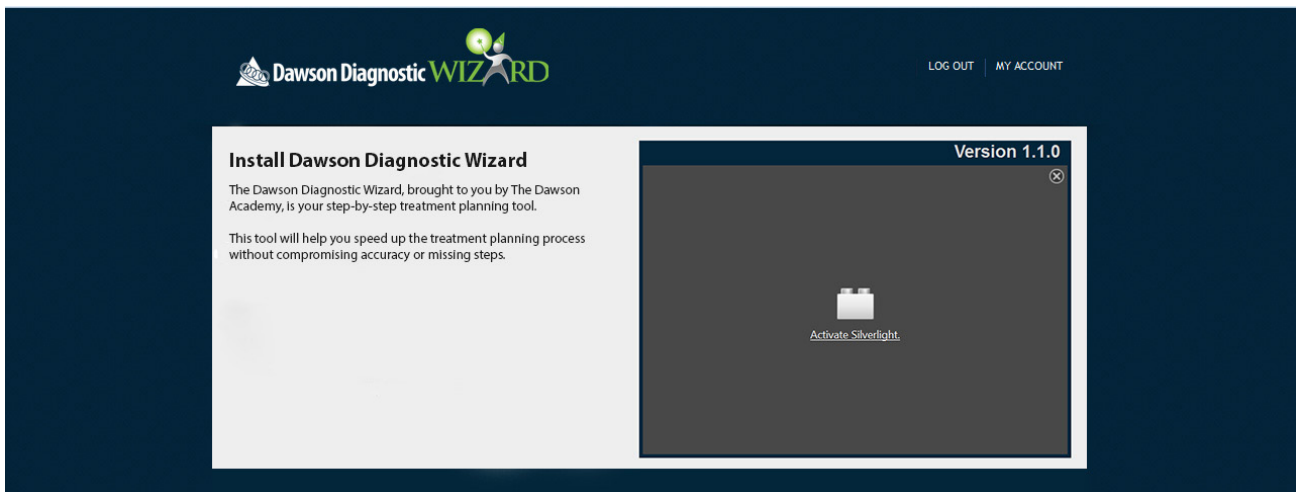 Dawson Diagnostic WIZARD
LOG OUT MY ACCOUNT
Install Dawson Diagnostic Wizard
The Dawson Diagnostic Wizard, brought to you by The Dawson
Academy, is your step-by-step treatment planning tool.
This tool will help you speed up the treatment planning process
without compromising accuracy or missing steps.
Version 1.1.0
Activate Silverlight.